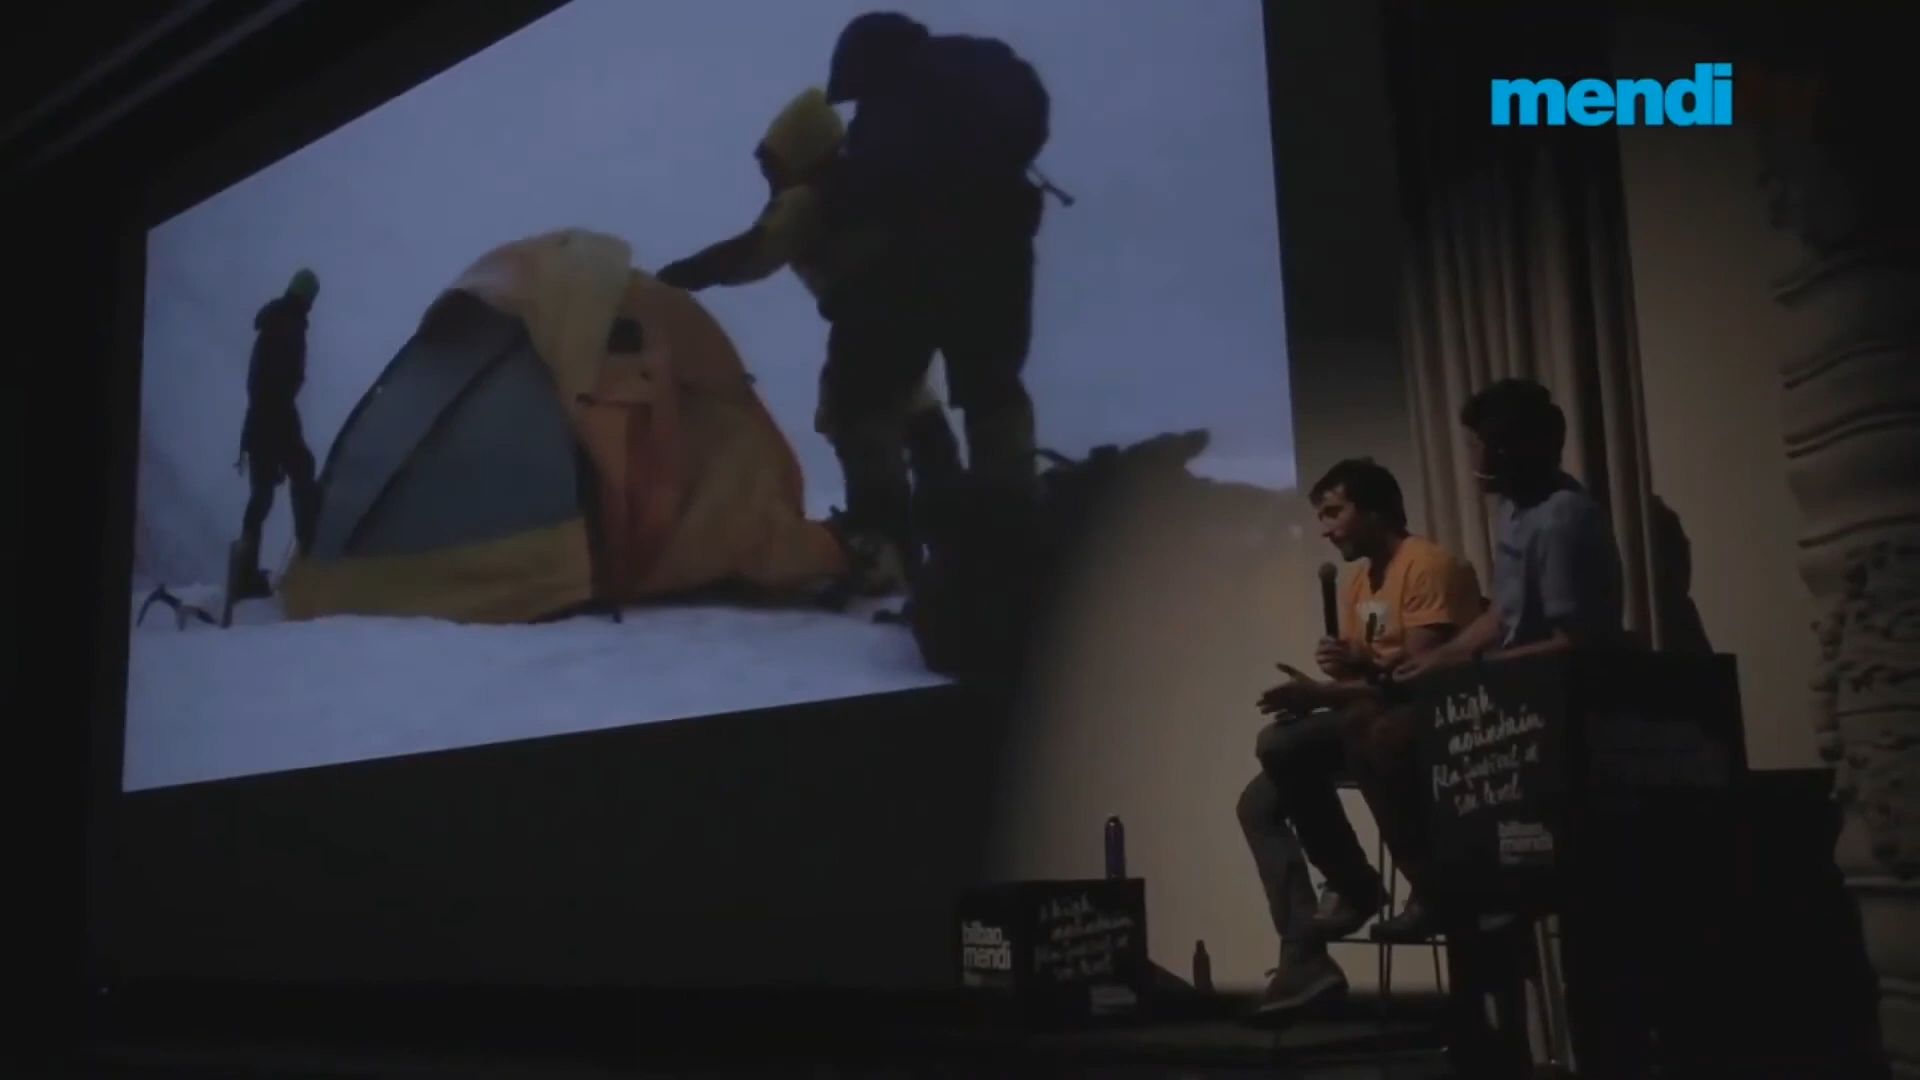 mendi
a high
mountain
film festival at
sea level
bilbao
mendi
bilbao
mendi
a high
mountain
film festival at
sea level